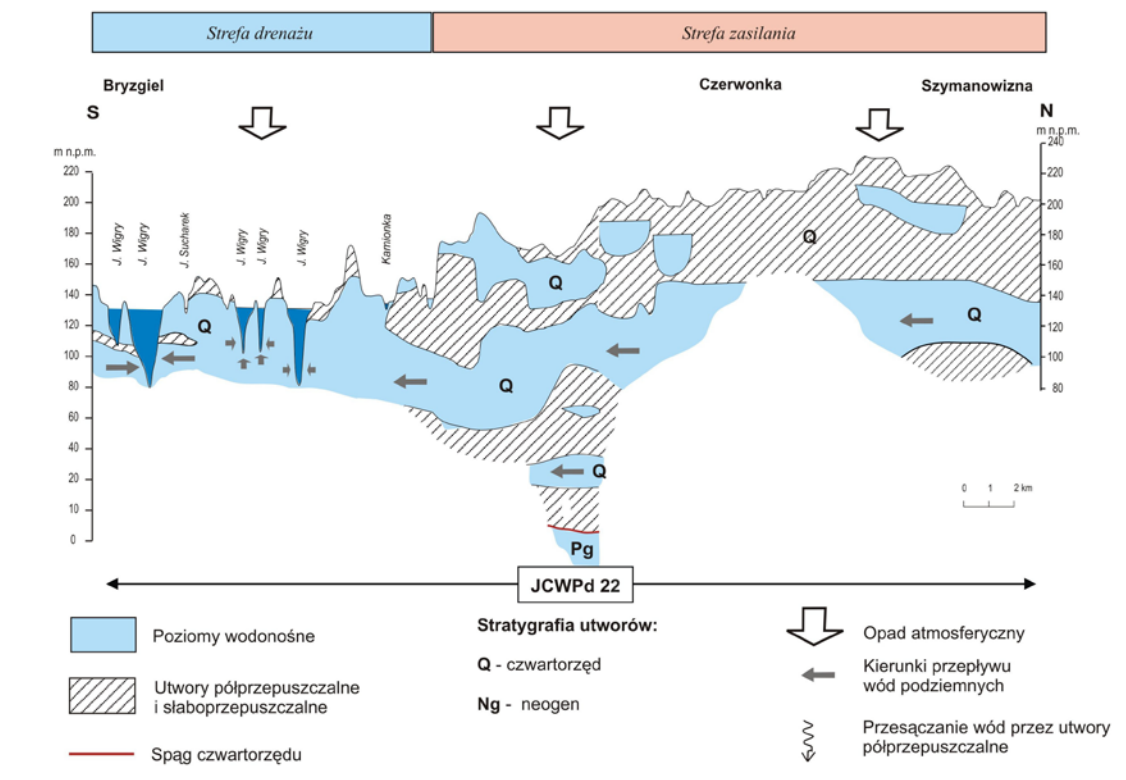 Strefa drenażu
Strefa zasilania
Bryzgiel
Czerwonka
Szymanowizna
S
N
m n.p.m.
m n.p.m.
220
200
180
160
140
120
100
80
60
40
20
10
0
240
220
200
180
160
140
120
100
80
J. Wigry
J. Wigry
J. Sucharek
J. Wigry
J. Wigry
J. Wigry
Kamionka
Q
Q
Q
Q
Q
Q
Pg
0 1 2 km
JCWPd 22
Poziomy wodonośne
Utwory półprzepuszczalne
i słaboprzepuszczalne
Spąg czwartorzędu
Stratygrafia utworów:
Q - czwartorzęd
Ng - neogen
Opad atmosferyczny
Kierunki przepływu
wód podziemnych
Przesączanie wód przez utwory
półprzepuszczalne